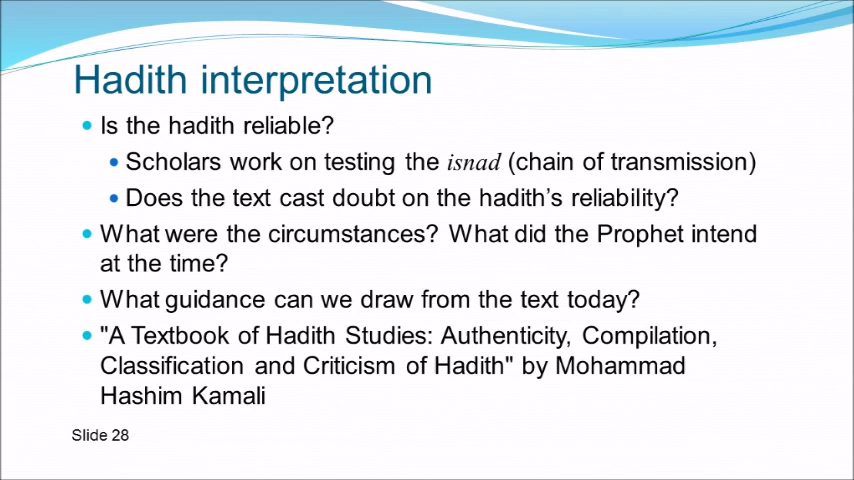 Hadith interpretation
• Is the hadith reliable?
• Scholars work on testing the isnad (chain of transmission)
• Does the text cast doubt on the hadith’s reliability?
• What were the circumstances? What did the Prophet intend
at the time?
• What guidance can we draw from the text today?
• "A Textbook of Hadith Studies: Authenticity, Compilation,
Classification and Criticism of Hadith" by Mohammad
Hashim Kamali
Slide 28